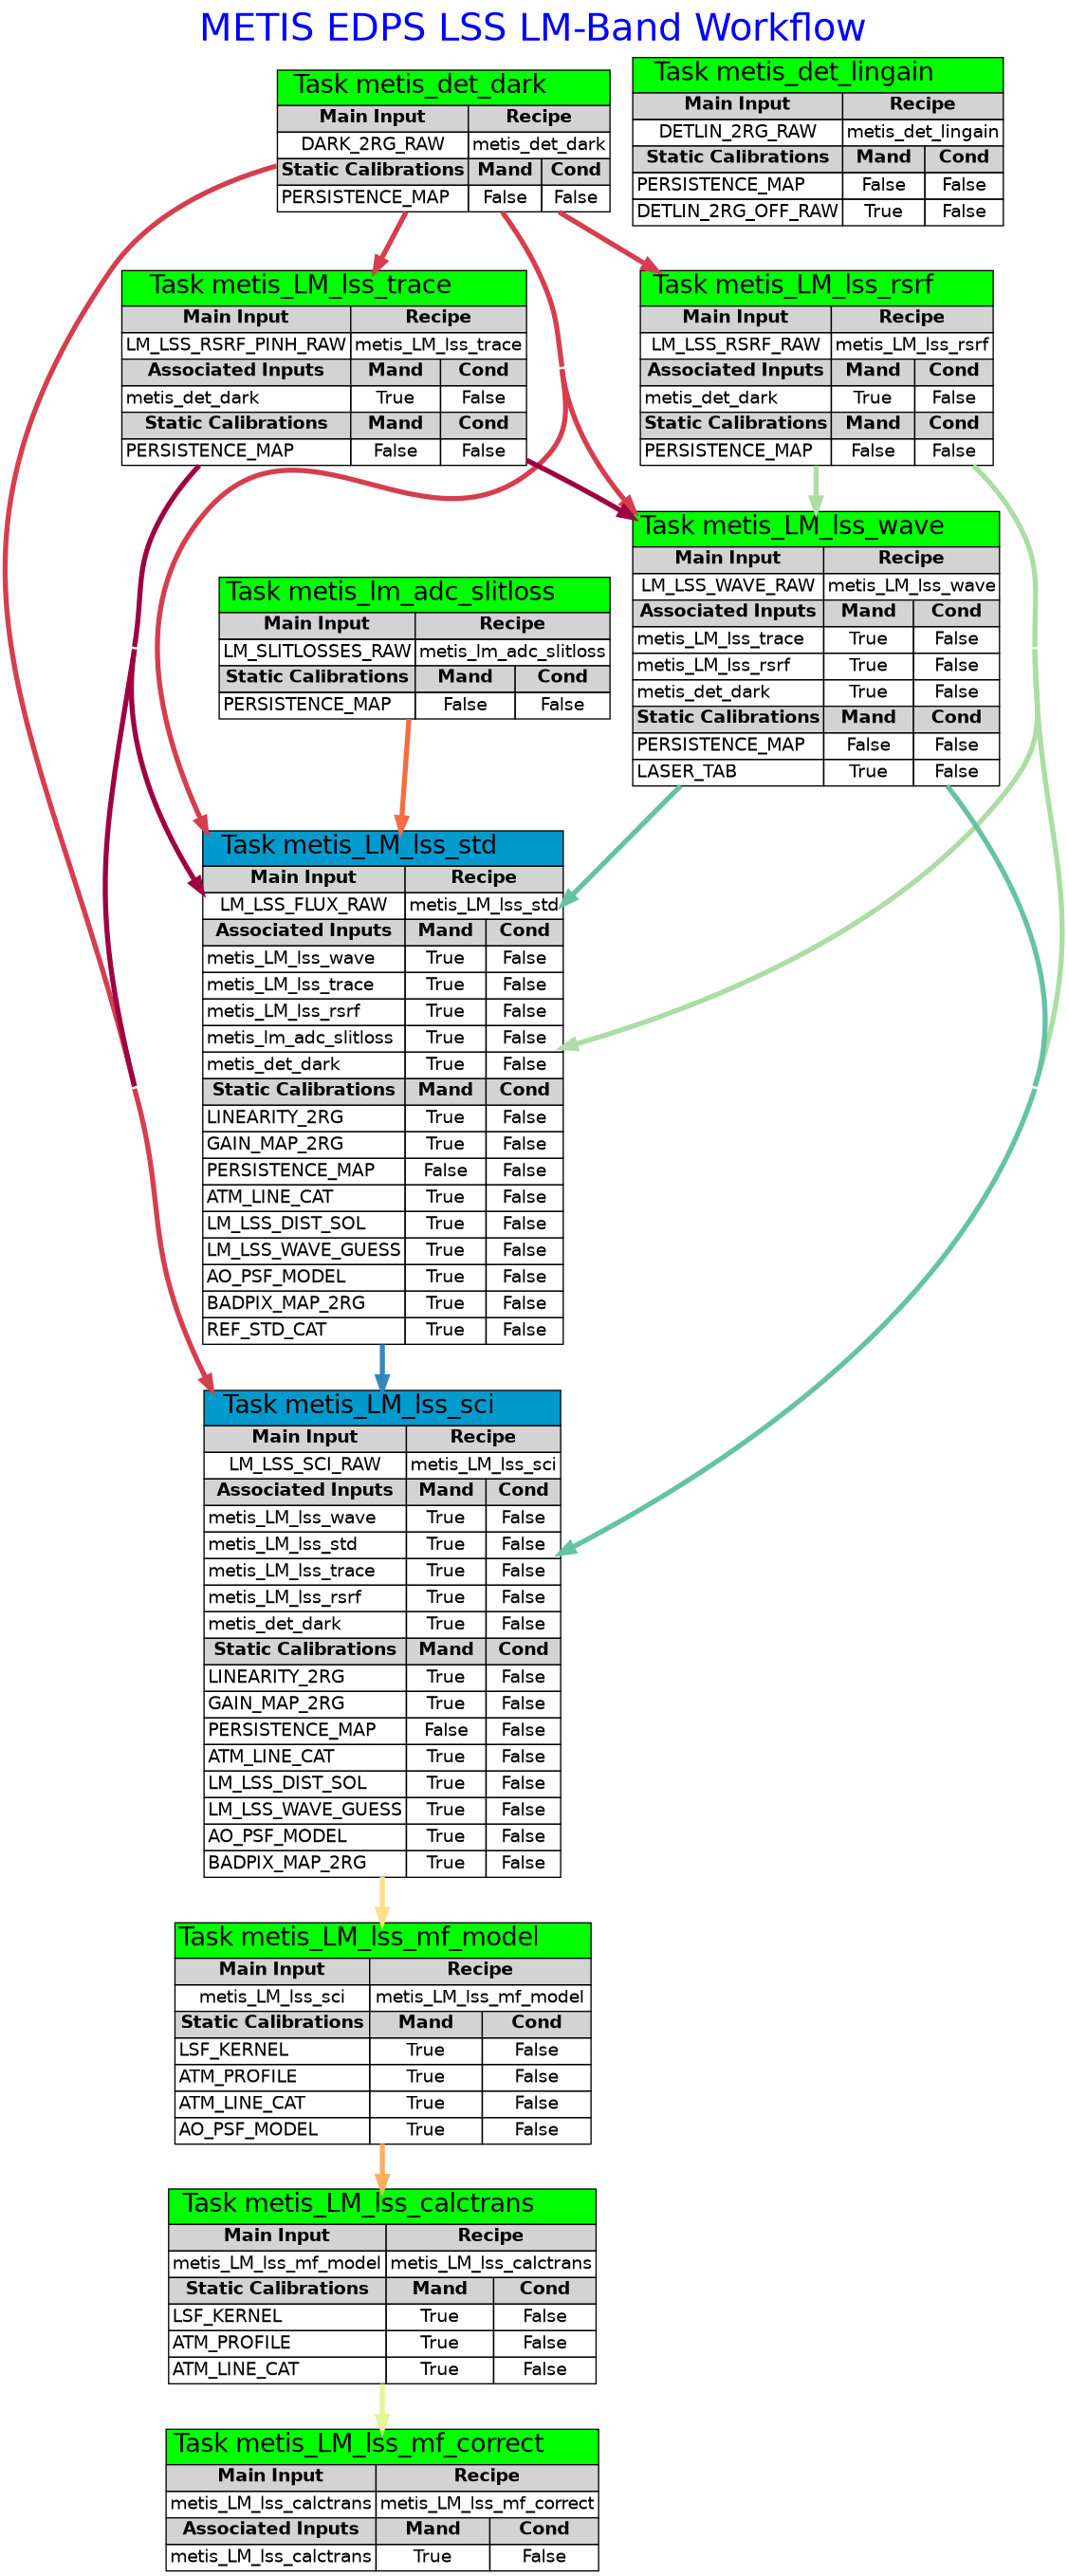 METIS EDPS LSS LM-Band Workflow
Task metis_det_dark
Main Input Recipe
DARK_2RG_RAW metis_det_dark
Static Calibrations Mand Cond
PERSISTENCE_MAP False False
Task metis_det_lingain
Main Input Recipe
DETLIN_2RG_RAW metis_det_lingain
Static Calibrations Mand Cond
PERSISTENCE_MAP False False
DETLIN_2RG_OFF_RAW True False
Task metis_LM_lss_trace
Main Input Recipe
LM_LSS_RSRF_PINH_RAW metis_LM_lss_trace
Associated Inputs Mand Cond
metis_det_dark True False
Static Calibrations Mand Cond
PERSISTENCE_MAP False False
Task metis_LM_lss_rsrf
Main Input Recipe
LM_LSS_RSRF_RAW metis_LM_lss_rsrf
Associated Inputs Mand Cond
metis_det_dark True False
Static Calibrations Mand Cond
PERSISTENCE_MAP False False
Task metis_LM_lss_wave
Main Input Recipe
LM_LSS_WAVE_RAW metis_LM_lss_wave
Associated Inputs Mand Cond
metis_LM_lss_trace True False
metis_LM_lss_rsrf True False
metis_det_dark True False
Static Calibrations Mand Cond
PERSISTENCE_MAP False False
LASER_TAB True False
Task metis_lm_adc_slitloss
Main Input Recipe
LM_SLITLOSSES_RAW metis_lm_adc_slitloss
Static Calibrations Mand Cond
PERSISTENCE_MAP False False
Task metis_LM_lss_std
Main Input Recipe
LM_LSS_FLUX_RAW metis_LM_lss_std
Associated Inputs Mand Cond
metis_LM_lss_wave True False
metis_LM_lss_trace True False
metis_LM_lss_rsrf True False
metis_lm_adc_slitloss True False
metis_det_dark True False
Static Calibrations Mand Cond
LINEARITY_2RG True False
GAIN_MAP_2RG True False
PERSISTENCE_MAP False False
ATM_LINE_CAT True False
LM_LSS_DIST_SOL True False
LM_LSS_WAVE_GUESS True False
AO_PSF_MODEL True False
BADPIX_MAP_2RG True False
REF_STD_CAT True False
Task metis_LM_lss_sci
Main Input Recipe
LM_LSS_SCI_RAW metis_LM_lss_sci
Associated Inputs Mand Cond
metis_LM_lss_wave True False
metis_LM_lss_std True False
metis_LM_lss_trace True False
metis_LM_lss_rsrf True False
metis_det_dark True False
Static Calibrations Mand Cond
LINEARITY_2RG True False
GAIN_MAP_2RG True False
PERSISTENCE_MAP False False
ATM_LINE_CAT True False
LM_LSS_DIST_SOL True False
LM_LSS_WAVE_GUESS True False
AO_PSF_MODEL True False
BADPIX_MAP_2RG True False
Task metis_LM_lss_mf_model
Main Input Recipe
metis_LM_lss_sci metis_LM_lss_mf_model
Static Calibrations Mand Cond
LSF_KERNEL True False
ATM_PROFILE True False
ATM_LINE_CAT True False
AO_PSF_MODEL True False
Task metis_LM_lss_calctrans
Main Input Recipe
metis_LM_lss_mf_model metis_LM_lss_calctrans
Static Calibrations Mand Cond
LSF_KERNEL True False
ATM_PROFILE True False
ATM_LINE_CAT True False
Task metis_LM_lss_mf_correct
Main Input Recipe
metis_LM_lss_calctrans metis_LM_lss_mf_correct
Associated Inputs Mand Cond
metis_LM_lss_calctrans True False